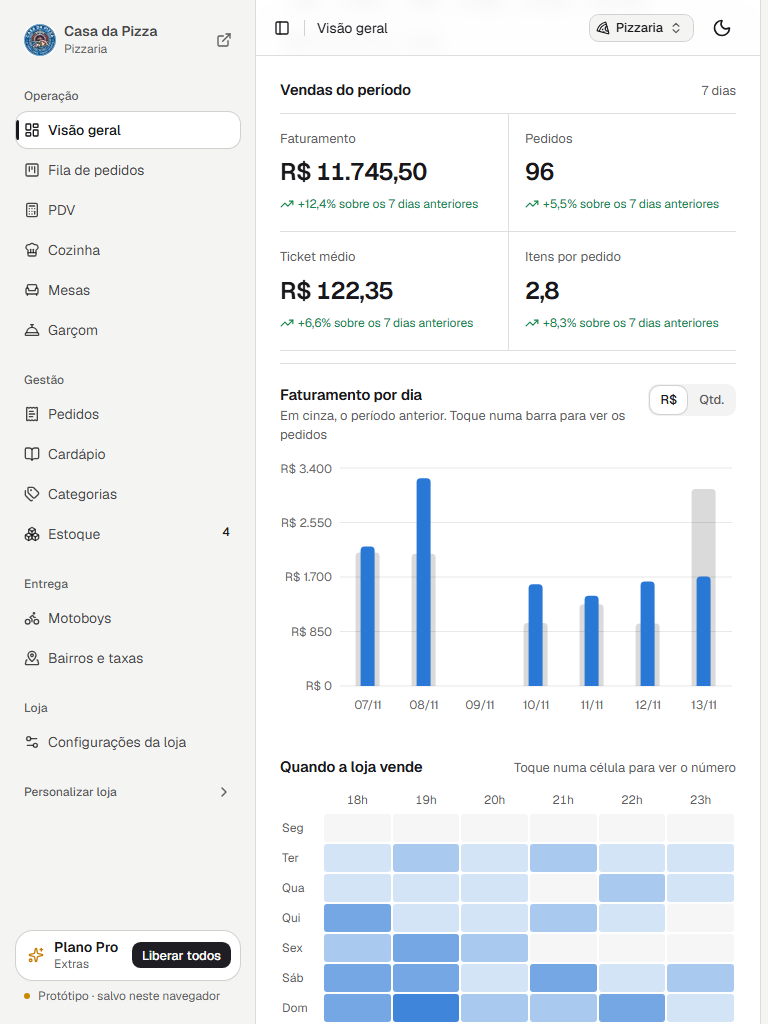 Casa da Pizza
Pizzaria
Operação
Visão geral
Fila de pedidos
PDV
Cozinha
Mesas
Garçom
Gestão
Pedidos
Cardápio
Categorias
Estoque 4
Entrega
Motoboys
Bairros e taxas
Loja
Configurações da loja
Personalizar loja
Plano Pro
Extras
Liberar todos
Protótipo · salvo neste navegador
Visão geral
Pizzaria
Vendas do período 7 dias
Faturamento
R$ 11.745,50
+12,4% sobre os 7 dias anteriores
Pedidos
96
+5,5% sobre os 7 dias anteriores
Ticket médio
R$ 122,35
+6,6% sobre os 7 dias anteriores
Itens por pedido
2,8
+8,3% sobre os 7 dias anteriores
Faturamento por dia
Em cinza, o período anterior. Toque numa barra para ver os
pedidos
R$ Qtd.
R$ 3.400
R$ 2.550
R$ 1.700
R$ 850
R$ 0
07/11 08/11 09/11 10/11 11/11 12/11 13/11
Quando a loja vende Toque numa célula para ver o número
18h 19h 20h 21h 22h 23h
Seg
Ter
Qua
Qui
Sex
Sáb
Dom